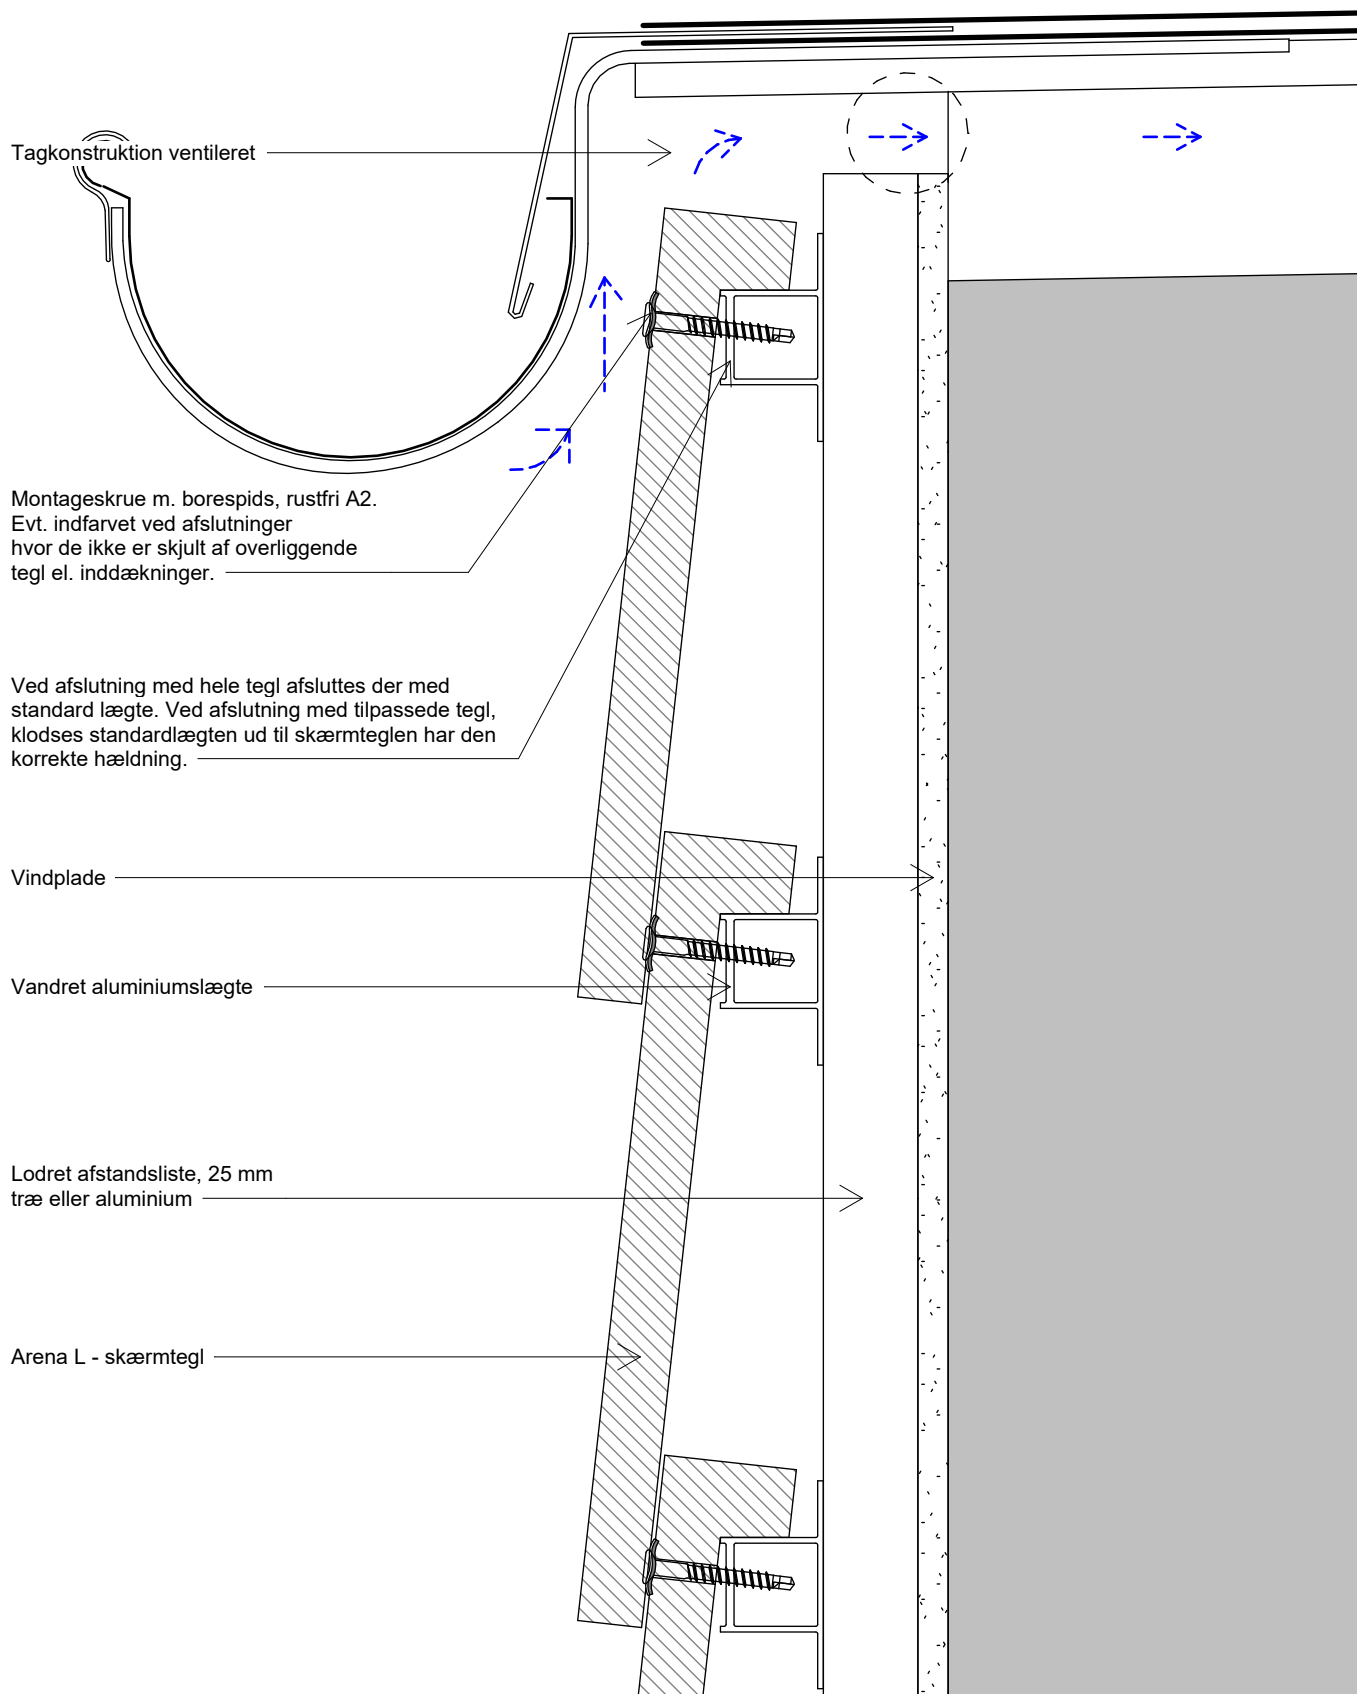 Tagkonstruktion ventileret
Montageskrue m. borespids, rustfri A2.
Evt. indfarvet ved afslutninger
hvor de ikke er skjult af overliggende
tegl el. inddækninger.
Ved afslutning med hele tegl afsluttes der med
standard lægte. Ved afslutning med tilpassede tegl,
klodses standardlægten ud til skærmteglen har den
korrekte hældning.
Vindplade
Vandret aluminiumslægte
Lodret afstandsliste, 25 mm
træ eller aluminium
Arena L - skærmtegl